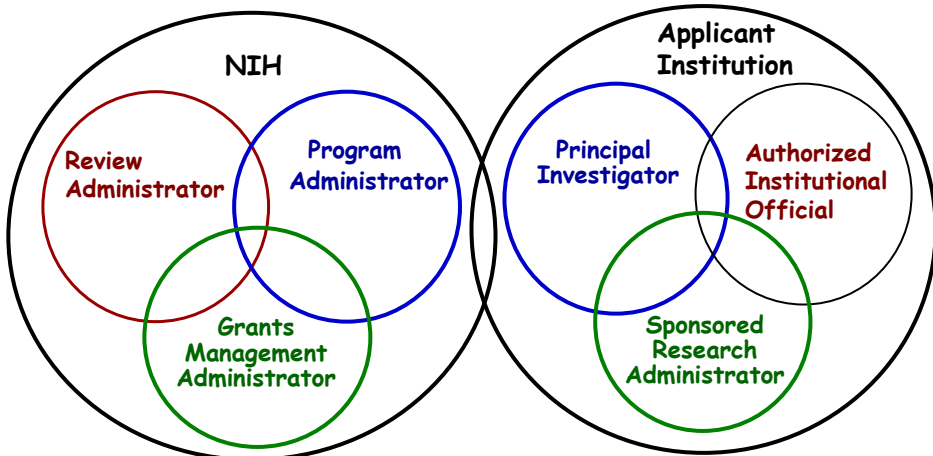 NIH
Review
Administrator
Program
Administrator
Grants
Management
Administrator
Applicant
Institution
Principal
Investigator
Authorized
Institutional
Official
Sponsored
Research
Administrator